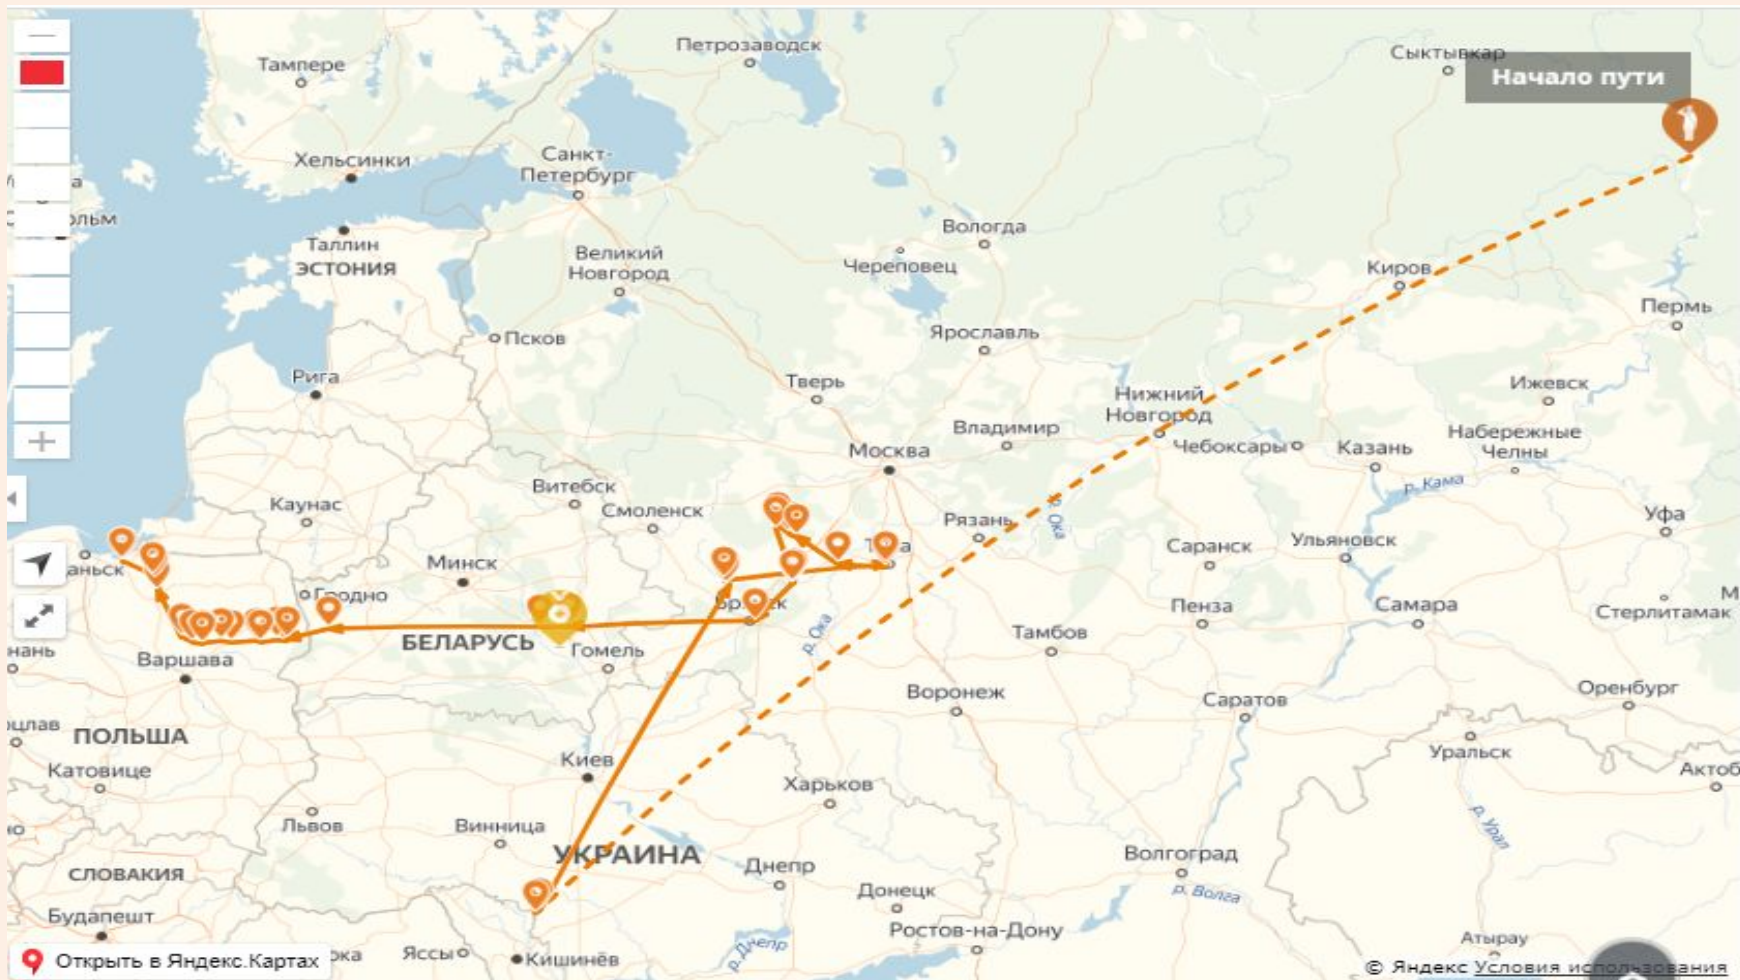 Петрозаводск
Сыктывкар
Начало пути
Тампере
Хельсинки
Санкт-
Петербург
Таллин
ЭСТОНИЯ
Великий
Новгород
Вологда
Череповец
Киров
Пермь
Псков
Ярославль
Рига
Тверь
Нижний
Новгород
Ижевск
Владимир
Чебоксары
Казань
Набережные
Челны
Москва
Витебск
Смоленск
Каунас
р. Кама
Рязань
р. Ока
Уфа
Саранск
Ульяновск
Минск
Гродно
Пенза
Самара
Стерлитамак
БЕЛАРУСЬ
Гомель
р. Ока
Тамбов
Варшава
Воронеж
Саратов
Оренбург
ПОЛЬША
Уральск
Катовице
Киев
Харьков
Львов
Винница
р. Урал
УКРАИНА
СЛОВАКИЯ
Днепр
Волгоград
Донецк
р. Волга
Будапешт
Ростов-на-Дону
р. Днепр
Яссы
Кишинёв
Атырау
Открыть в Яндекс.Картах
© Яндекс Условия использования